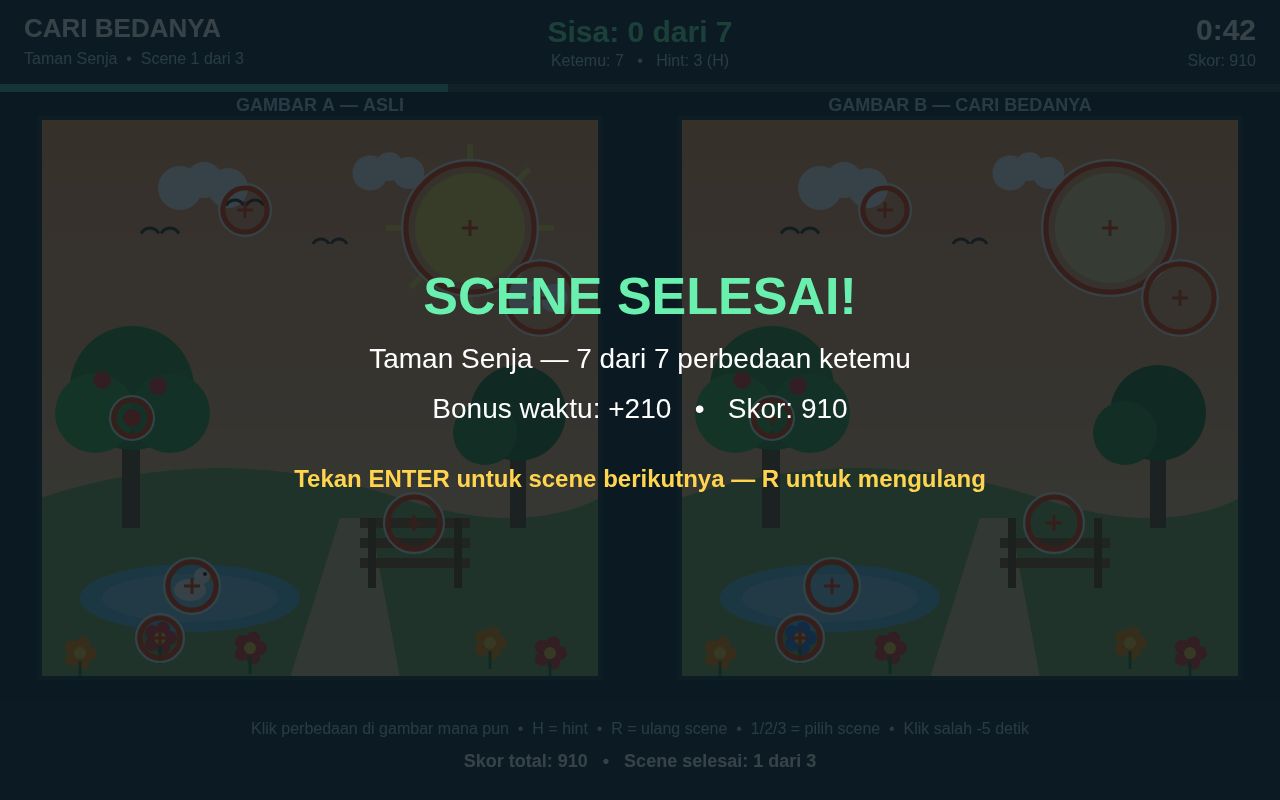 CARI BEDANYA
Taman Senja • Scene 1 dari 3
Sisa: 0 dari 7
Ketemu: 7 • Hint: 3 (H)
0:42
Skor: 910
GAMBAR A — ASLI
GAMBAR B — CARI BEDANYA
SCENE SELESAI!
Taman Senja — 7 dari 7 perbedaan ketemu
Bonus waktu: +210 • Skor: 910
Tekan ENTER untuk scene berikutnya — R untuk mengulang
Klik perbedaan di gambar mana pun • H = hint • R = ulang scene • 1/2/3 = pilih scene • Klik salah -5 detik
Skor total: 910 • Scene selesai: 1 dari 3